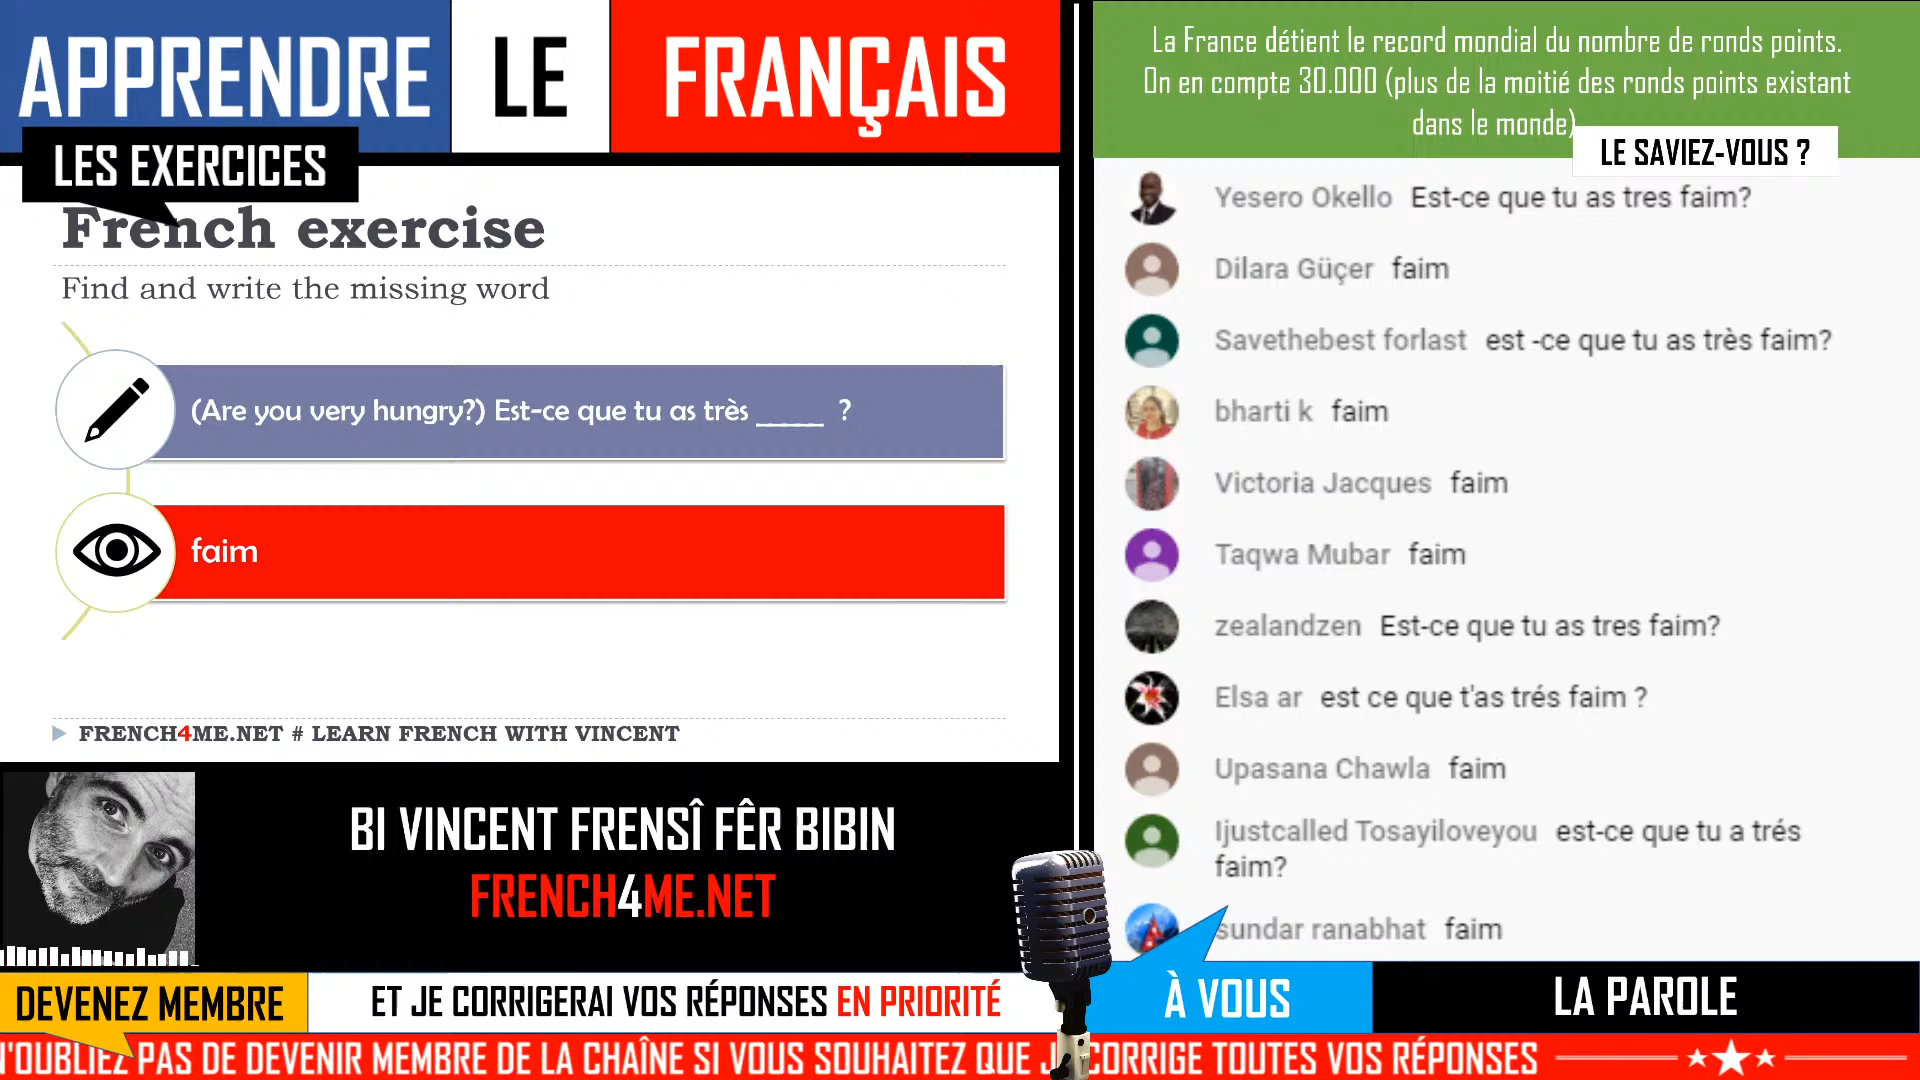 APPRENDRE LE FRANÇAIS
LES EXERCICES
French exercise
Find and write the missing word
(Are you very hungry?) Est-ce que tu as très _____ ?
faim
FRENCH4ME.NET # LEARN FRENCH WITH VINCENT
BI VINCENT FRENSÎ FÊR BIBIN
FRENCH4ME.NET
La France détient le record mondial du nombre de ronds points.
On en compte 30.000 (plus de la moitié des ronds points existant
dans le monde)
LE SAVIEZ-VOUS ?
Yesero Okello Est-ce que tu as tres faim?
Dilara Güçer faim
Savethebest forlast est -ce que tu as très faim?
bharti k faim
Victoria Jacques faim
Taqwa Mubar faim
zealandzen Est-ce que tu as tres faim?
Elsa ar est ce que t'as trés faim ?
Upasana Chawla faim
Ijustcalled Tosayiloveyou est-ce que tu a trés
faim?
sundar ranabhat faim
DEVENEZ MEMBRE
ET JE CORRIGERAI VOS RÉPONSES EN PRIORITÉ
À VOUS LA PAROLE
N'OUBLIEZ PAS DE DEVENIR MEMBRE DE LA CHAÎNE SI VOUS SOUHAITEZ QUE J CORRIGE TOUTES VOS RÉPONSES